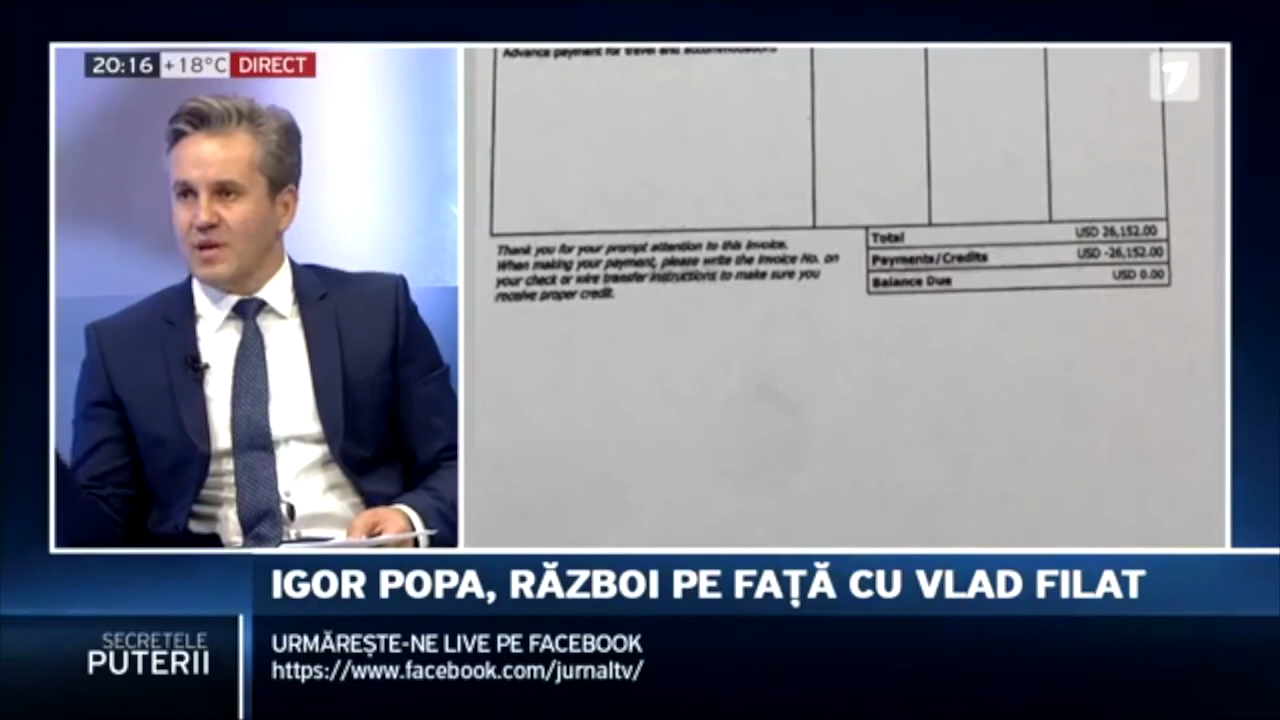 20:16 +18°C DIRECT
Advance payment for travel and accommodations
Total USD 26,152.00
Payments/Credits USD -26,152.00
Balance Due USD 0.00
Thank you for your prompt attention to this invoice.
When making your payment, please write the Invoice No. on
your check or wire transfer instructions to make sure you
receive proper credit.
IGOR POPA, RĂZBOI PE FAȚĂ CU VLAD FILAT
SECRETELE
PUTERII
URMĂREȘTE-NE LIVE PE FACEBOOK
https://www.facebook.com/jurnaltv/